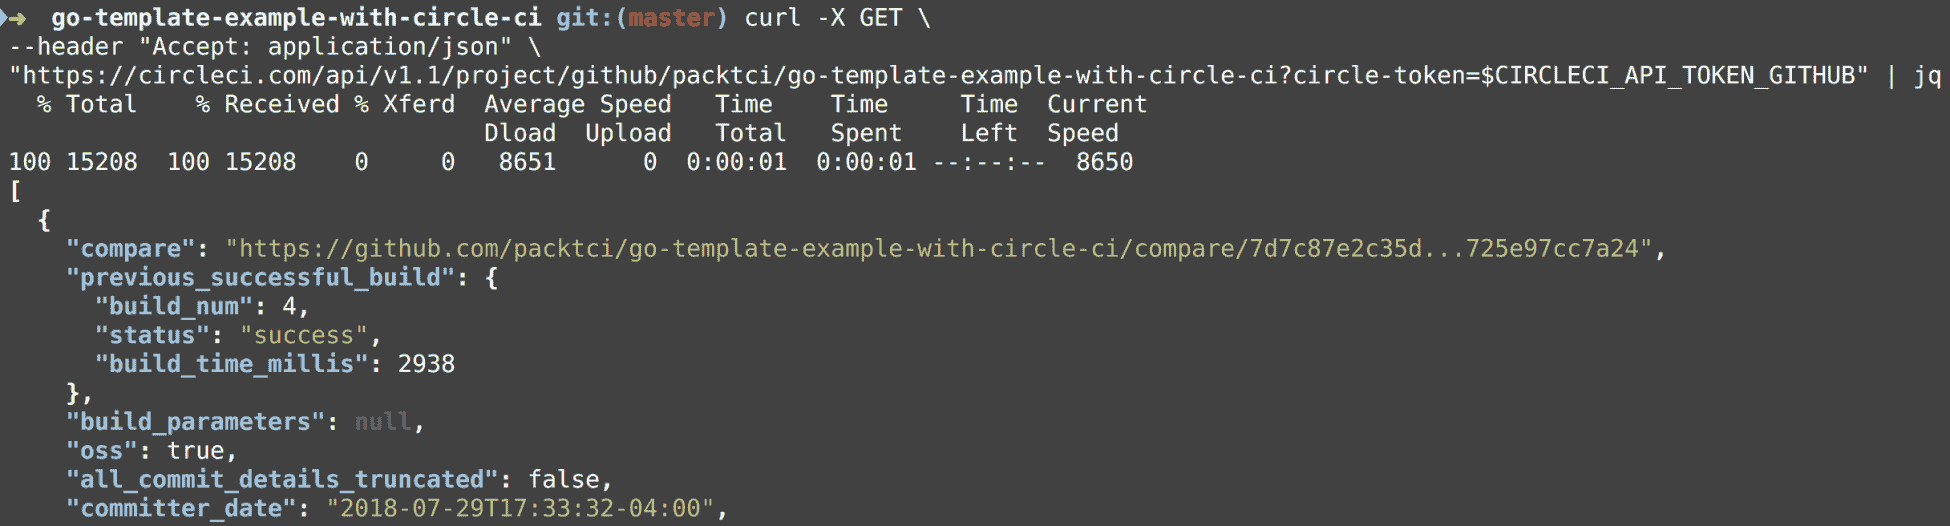 ➜  go-template-example-with-circle-ci git:(master) curl -X GET \
--header "Accept: application/json" \
"https://circleci.com/api/v1.1/project/github/packtci/go-template-example-with-circle-ci?circle-token=$CIRCLECI_API_TOKEN_GITHUB" | jq
  % Total    % Received % Xferd  Average Speed   Time    Time     Time  Current
                                 Dload  Upload   Total   Spent    Left  Speed
100 15208  100 15208    0     0   8651      0  0:00:01  0:00:01 --:--:--  8650
[
  {
    "compare": "https://github.com/packtci/go-template-example-with-circle-ci/compare/7d7c87e2c35d...725e97cc7a24",
    "previous_successful_build": {
      "build_num": 4,
      "status": "success",
      "build_time_millis": 2938
    },
    "build_parameters": null,
    "oss": true,
    "all_commit_details_truncated": false,
    "committer_date": "2018-07-29T17:33:32-04:00",